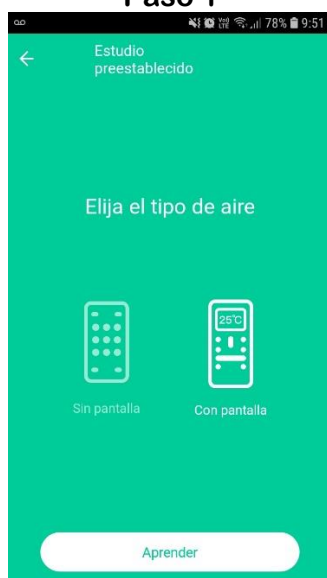 Paso 1
78% 9:51
Estudio
preestablecido
Elija el tipo de aire
25°C
Sin pantalla
Con pantalla
Aprender